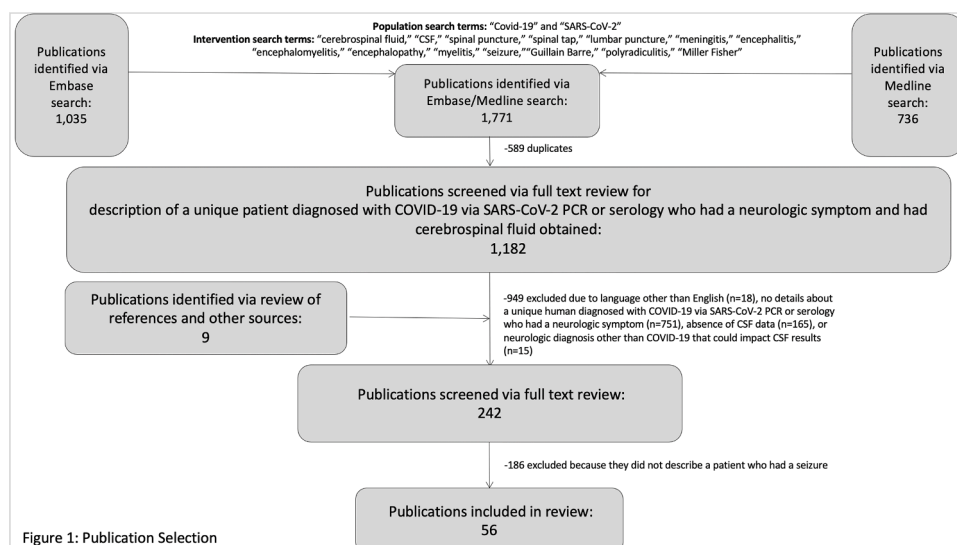 Population search terms: “Covid-19” and “SARS-CoV-2”
Intervention search terms: “cerebrospinal fluid,” “CSF,” “spinal puncture,” “spinal tap,” “lumbar puncture,” “meningitis,” “encephalitis,”
“encephalomyelitis,” “encephalopathy,” “myelitis,” “seizure,”“Guillain Barre,” “polyradiculitis,” “Miller Fisher”
Publications
identified via
Embase
search:
1,035
Publications identified via
Embase/Medline search:
1,771
Publications
identified via
Medline
search:
736
-589 duplicates
Publications screened via full text review for
description of a unique patient diagnosed with COVID-19 via SARS-CoV-2 PCR or serology who had a neurologic symptom and had
cerebrospinal fluid obtained:
1,182
Publications identified via review of
references and other sources:
9
-949 excluded due to language other than English (n=18), no details about
a unique human diagnosed with COVID-19 via SARS-CoV-2 PCR or serology
who had a neurologic symptom (n=751), absence of CSF data (n=165), or
neurologic diagnosis other than COVID-19 that could impact CSF results
(n=15)
Publications screened via full text review:
242
-186 excluded because they did not describe a patient who had a seizure
Publications included in review:
56
Figure 1: Publication Selection